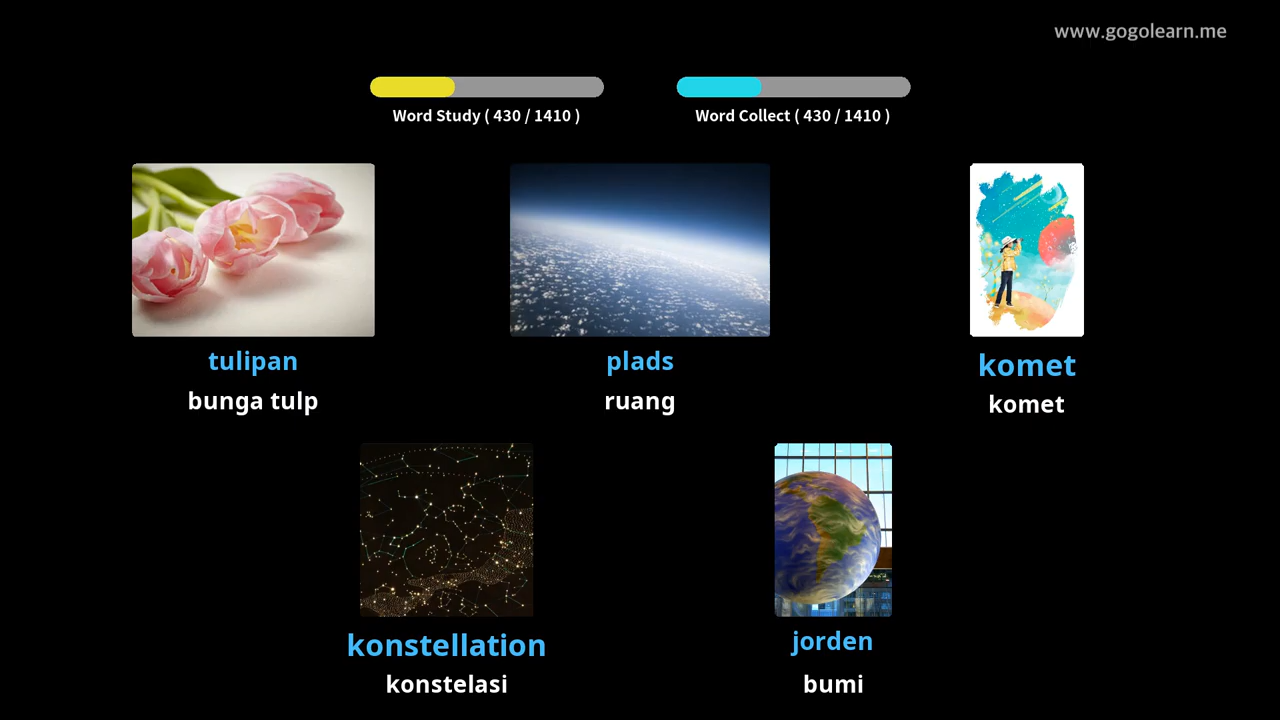 www.gogolearn.me
Word Study ( 430 / 1410 )
Word Collect ( 430 / 1410 )
tulipan
bunga tulp
plads
ruang
komet
komet
konstellation
konstelasi
jorden
bumi